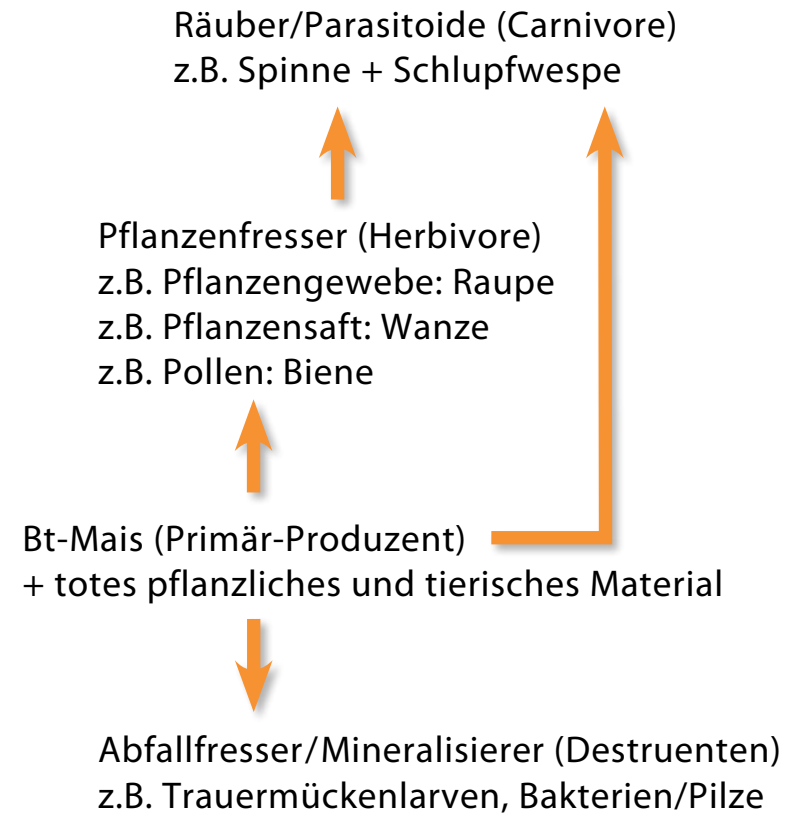 Räuber/Parasitoide (Carnivore)
z.B. Spinne + Schlupfwespe
Pflanzenfresser (Herbivore)
z.B. Pflanzengewebe: Raupe
z.B. Pflanzensaft: Wanze
z.B. Pollen: Biene
Bt-Mais (Primär-Produzent)
+ totes pflanzliches und tierisches Material
Abfallfresser/Mineralisierer (Destruenten)
z.B. Trauermückenlarven, Bakterien/Pilze